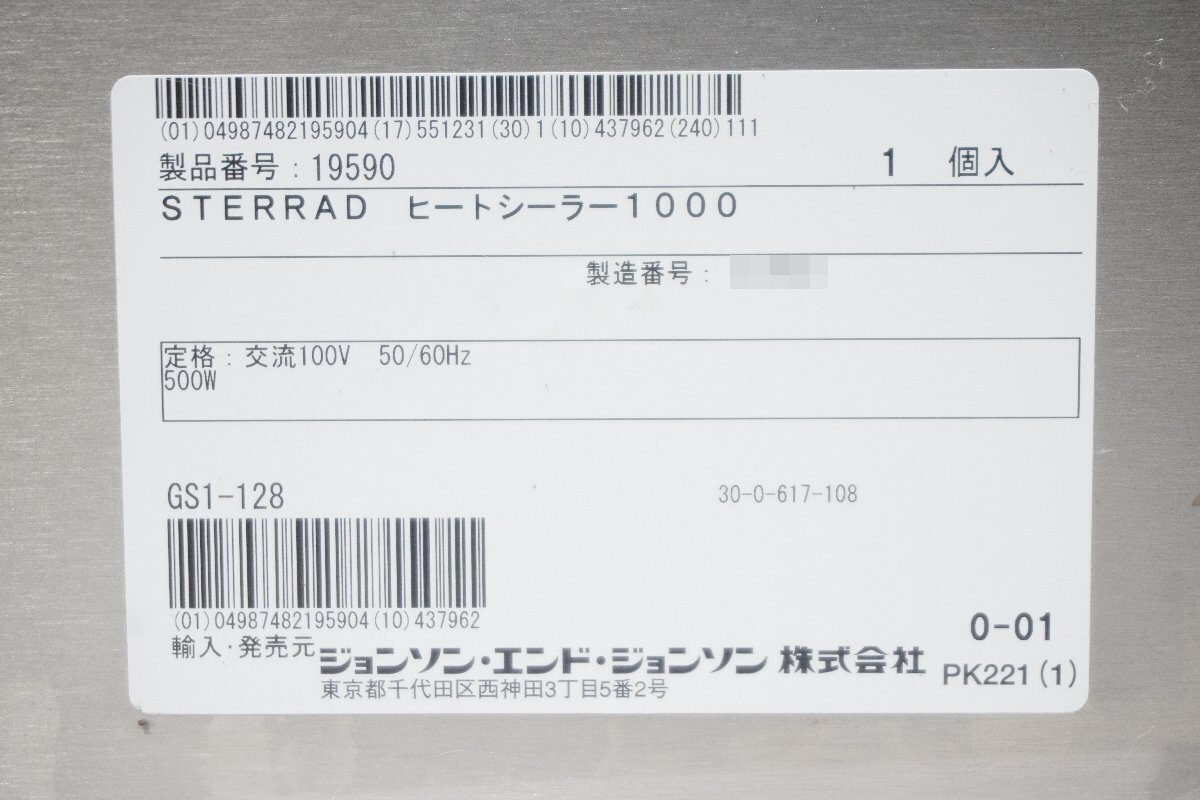 (01)04987482195904(17)551231(30)1(10)437962(240)111
製品番号：19590 1 個入
STERRAD ヒートシーラー1000
製造番号：
定格：交流100V 50/60Hz
500W
GS1-128 30-0-617-108
(01)04987482195904(10)437962
0-01
輸入・発売元 ジョンソン・エンド・ジョンソン 株式会社 PK221(1)
東京都千代田区西神田3丁目5番2号